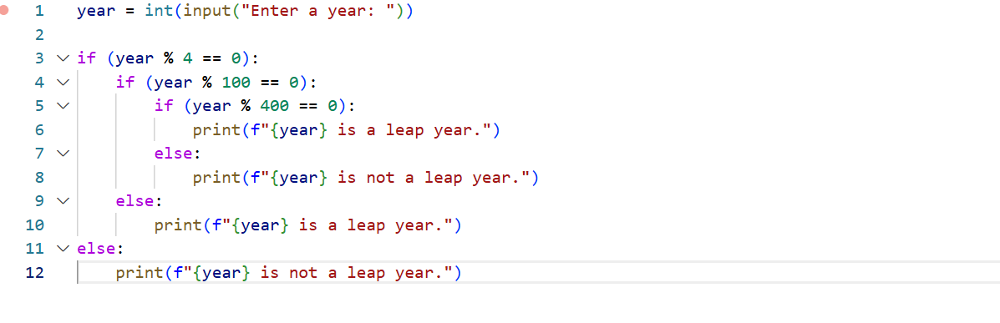 1 year = int(input("Enter a year: "))
2
3 if (year % 4 == 0):
4     if (year % 100 == 0):
5         if (year % 400 == 0):
6             print(f"{year} is a leap year.")
7         else:
8             print(f"{year} is not a leap year.")
9     else:
10         print(f"{year} is a leap year.")
11 else:
12     print(f"{year} is not a leap year.")